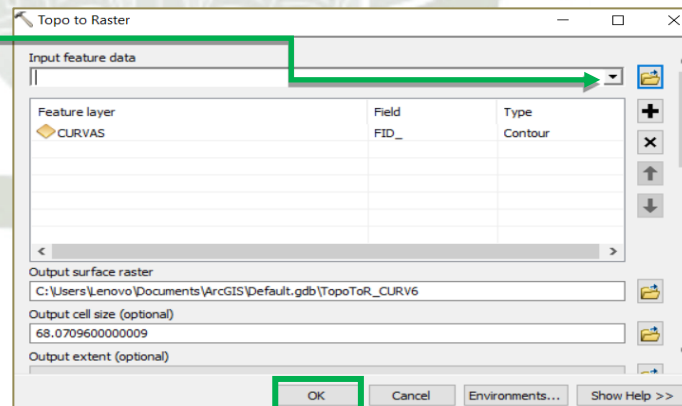 Topo to Raster
Input feature data
Feature layer Field Type
CURVAS FID_ Contour
Output surface raster
C:\Users\Lenovo\Documents\ArcGIS\Default.gdb\TopoToR_CURV6
Output cell size (optional)
68.0709600000009
Output extent (optional)
OK Cancel Environments... Show Help >>